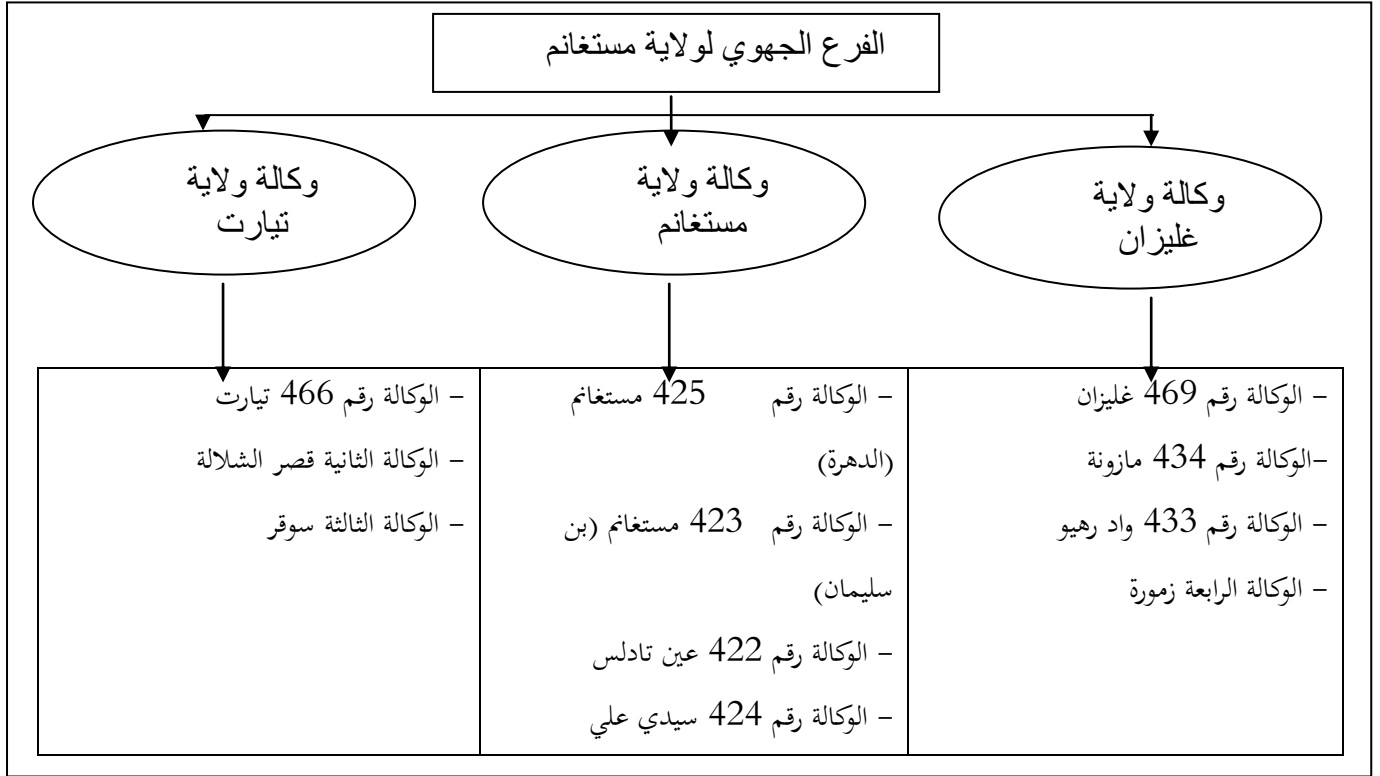 الفرع الجهوي لولاية مستغانم
وكالة ولاية
غليزان
وكالة ولاية
مستغانم
وكالة ولاية
تيارت
– الوكالة رقم 469 غليزان
–الوكالة رقم 434 مازونة
– الوكالة رقم 433 واد رهيو
– الوكالة الرابعة زمورة
– الوكالة رقم 425 مستغانم
(الدهرة)
– الوكالة رقم 423 مستغانم (بن
سليمان)
– الوكالة رقم 422 عين تادلس
– الوكالة رقم 424 سيدي علي
– الوكالة رقم 466 تيارت
– الوكالة الثانية قصر الشلالة
– الوكالة الثالثة سوقر